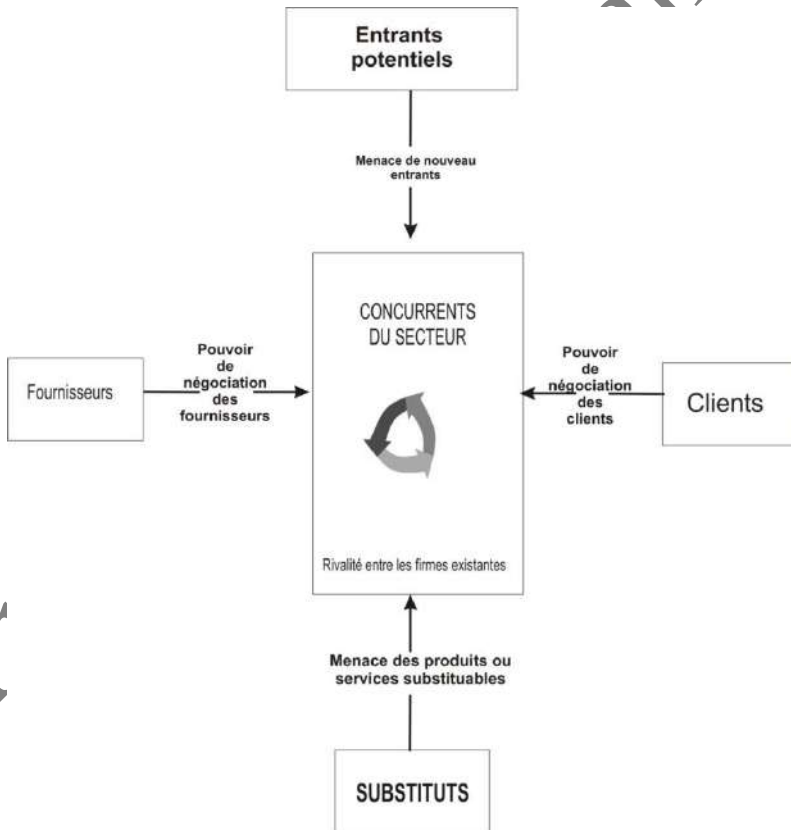 Entrants
potentiels
Menace de nouveau
entrants
CONCURRENTS
DU SECTEUR
Pouvoir
de
négociation
des
fournisseurs
Fournisseurs
Pouvoir
de
négociation
des
clients
Clients
Rivalité entre les firmes existantes
Menace des produits ou
services substituables
SUBSTITUTS